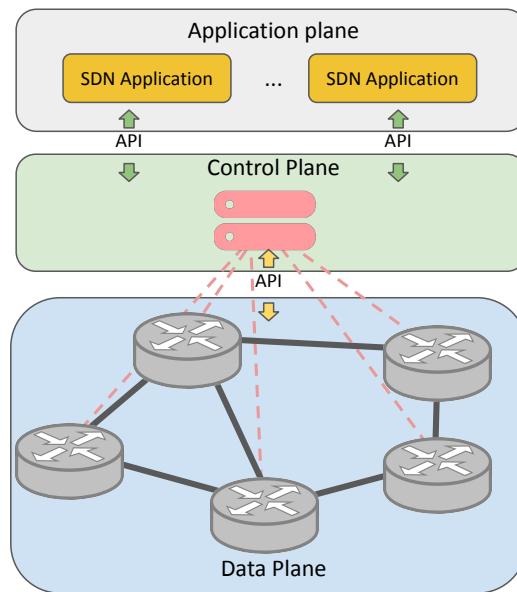 Application plane
SDN Application ... SDN Application
API API
Control Plane
API
Data Plane